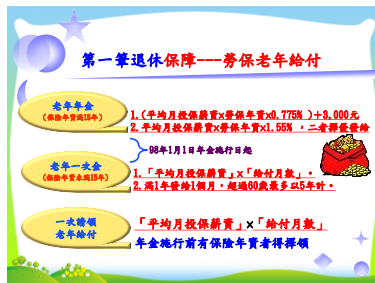 第一筆退休保障---勞保老年給付
老年年金
(保險年資滿15年)
1.(平均月投保薪資x勞保年資x0.775%)+3,000元
2.平均月投保薪資x勞保年資x1.55% ，二者擇優發給
98年1月1日年金施行日起
老年一次金
(保險年資未滿15年)
1.「平均月投保薪資」×「給付月數」。
2.滿1年發給1個月，超過60歲最多以5年計。
一次請領
老年給付
「平均月投保薪資」×「給付月數」
年金施行前有保險年資者得擇領